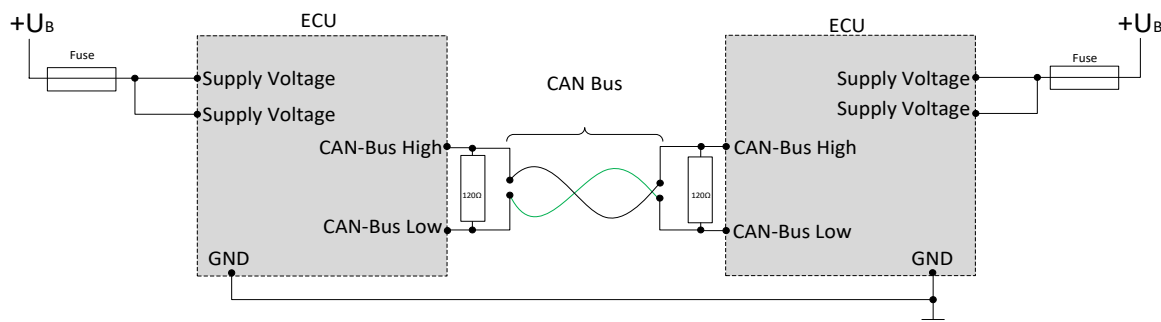 ECU
ECU
+UB
+UB
Fuse
Fuse
Supply Voltage
Supply Voltage
Supply Voltage
Supply Voltage
CAN Bus
CAN-Bus High
CAN-Bus High
120Ω
120Ω
CAN-Bus Low
CAN-Bus Low
GND
GND